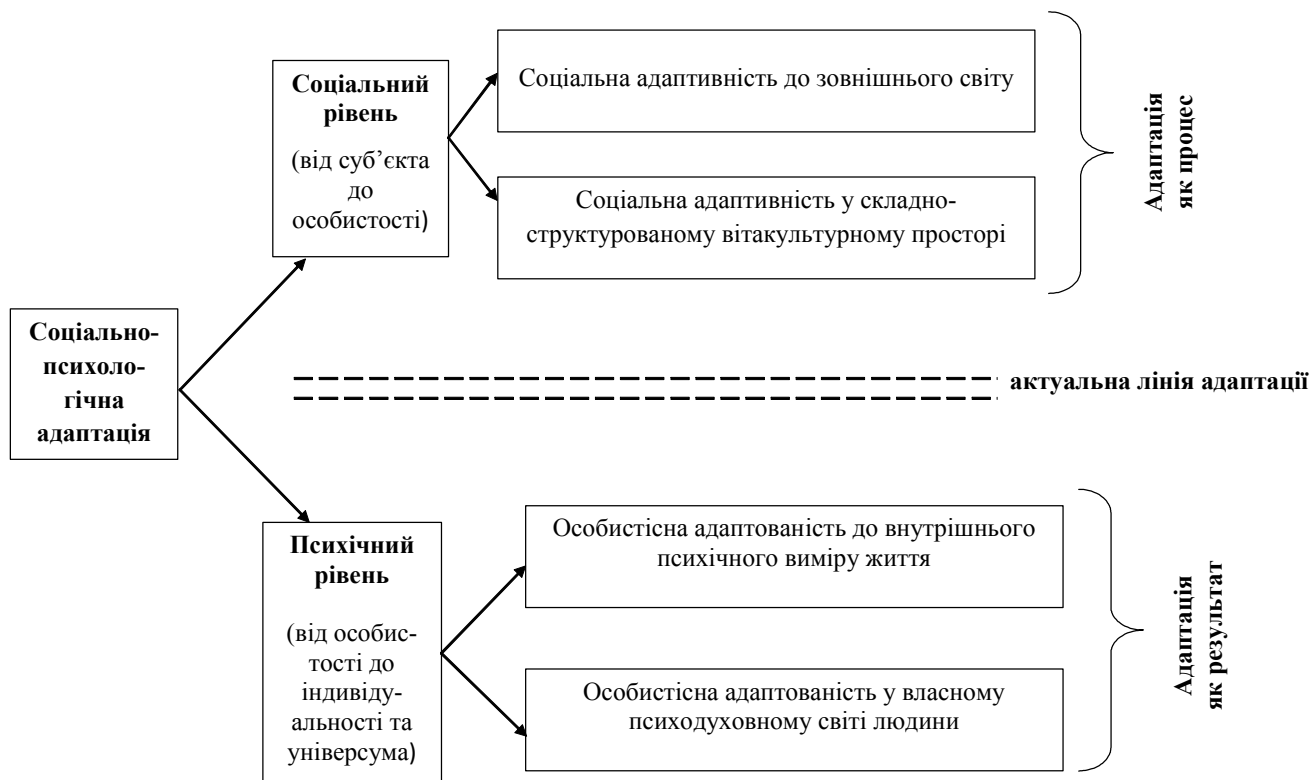 Соціальний
рівень
(від суб’єкта
до
особистості)
Соціальна адаптивність до зовнішнього світу
Соціальна адаптивність у складно-
структурованому вітакультурному просторі
Адаптація
як процес
Соціально-
психоло-
гічна
адаптація
актуальна лінія адаптації
Психічний
рівень
(від особис-
тості до
індивіду-
альності та
універсума)
Особистісна адаптованість до внутрішнього
психічного виміру життя
Особистісна адаптованість у власному
психодуховному світі людини
Адаптація
як результат